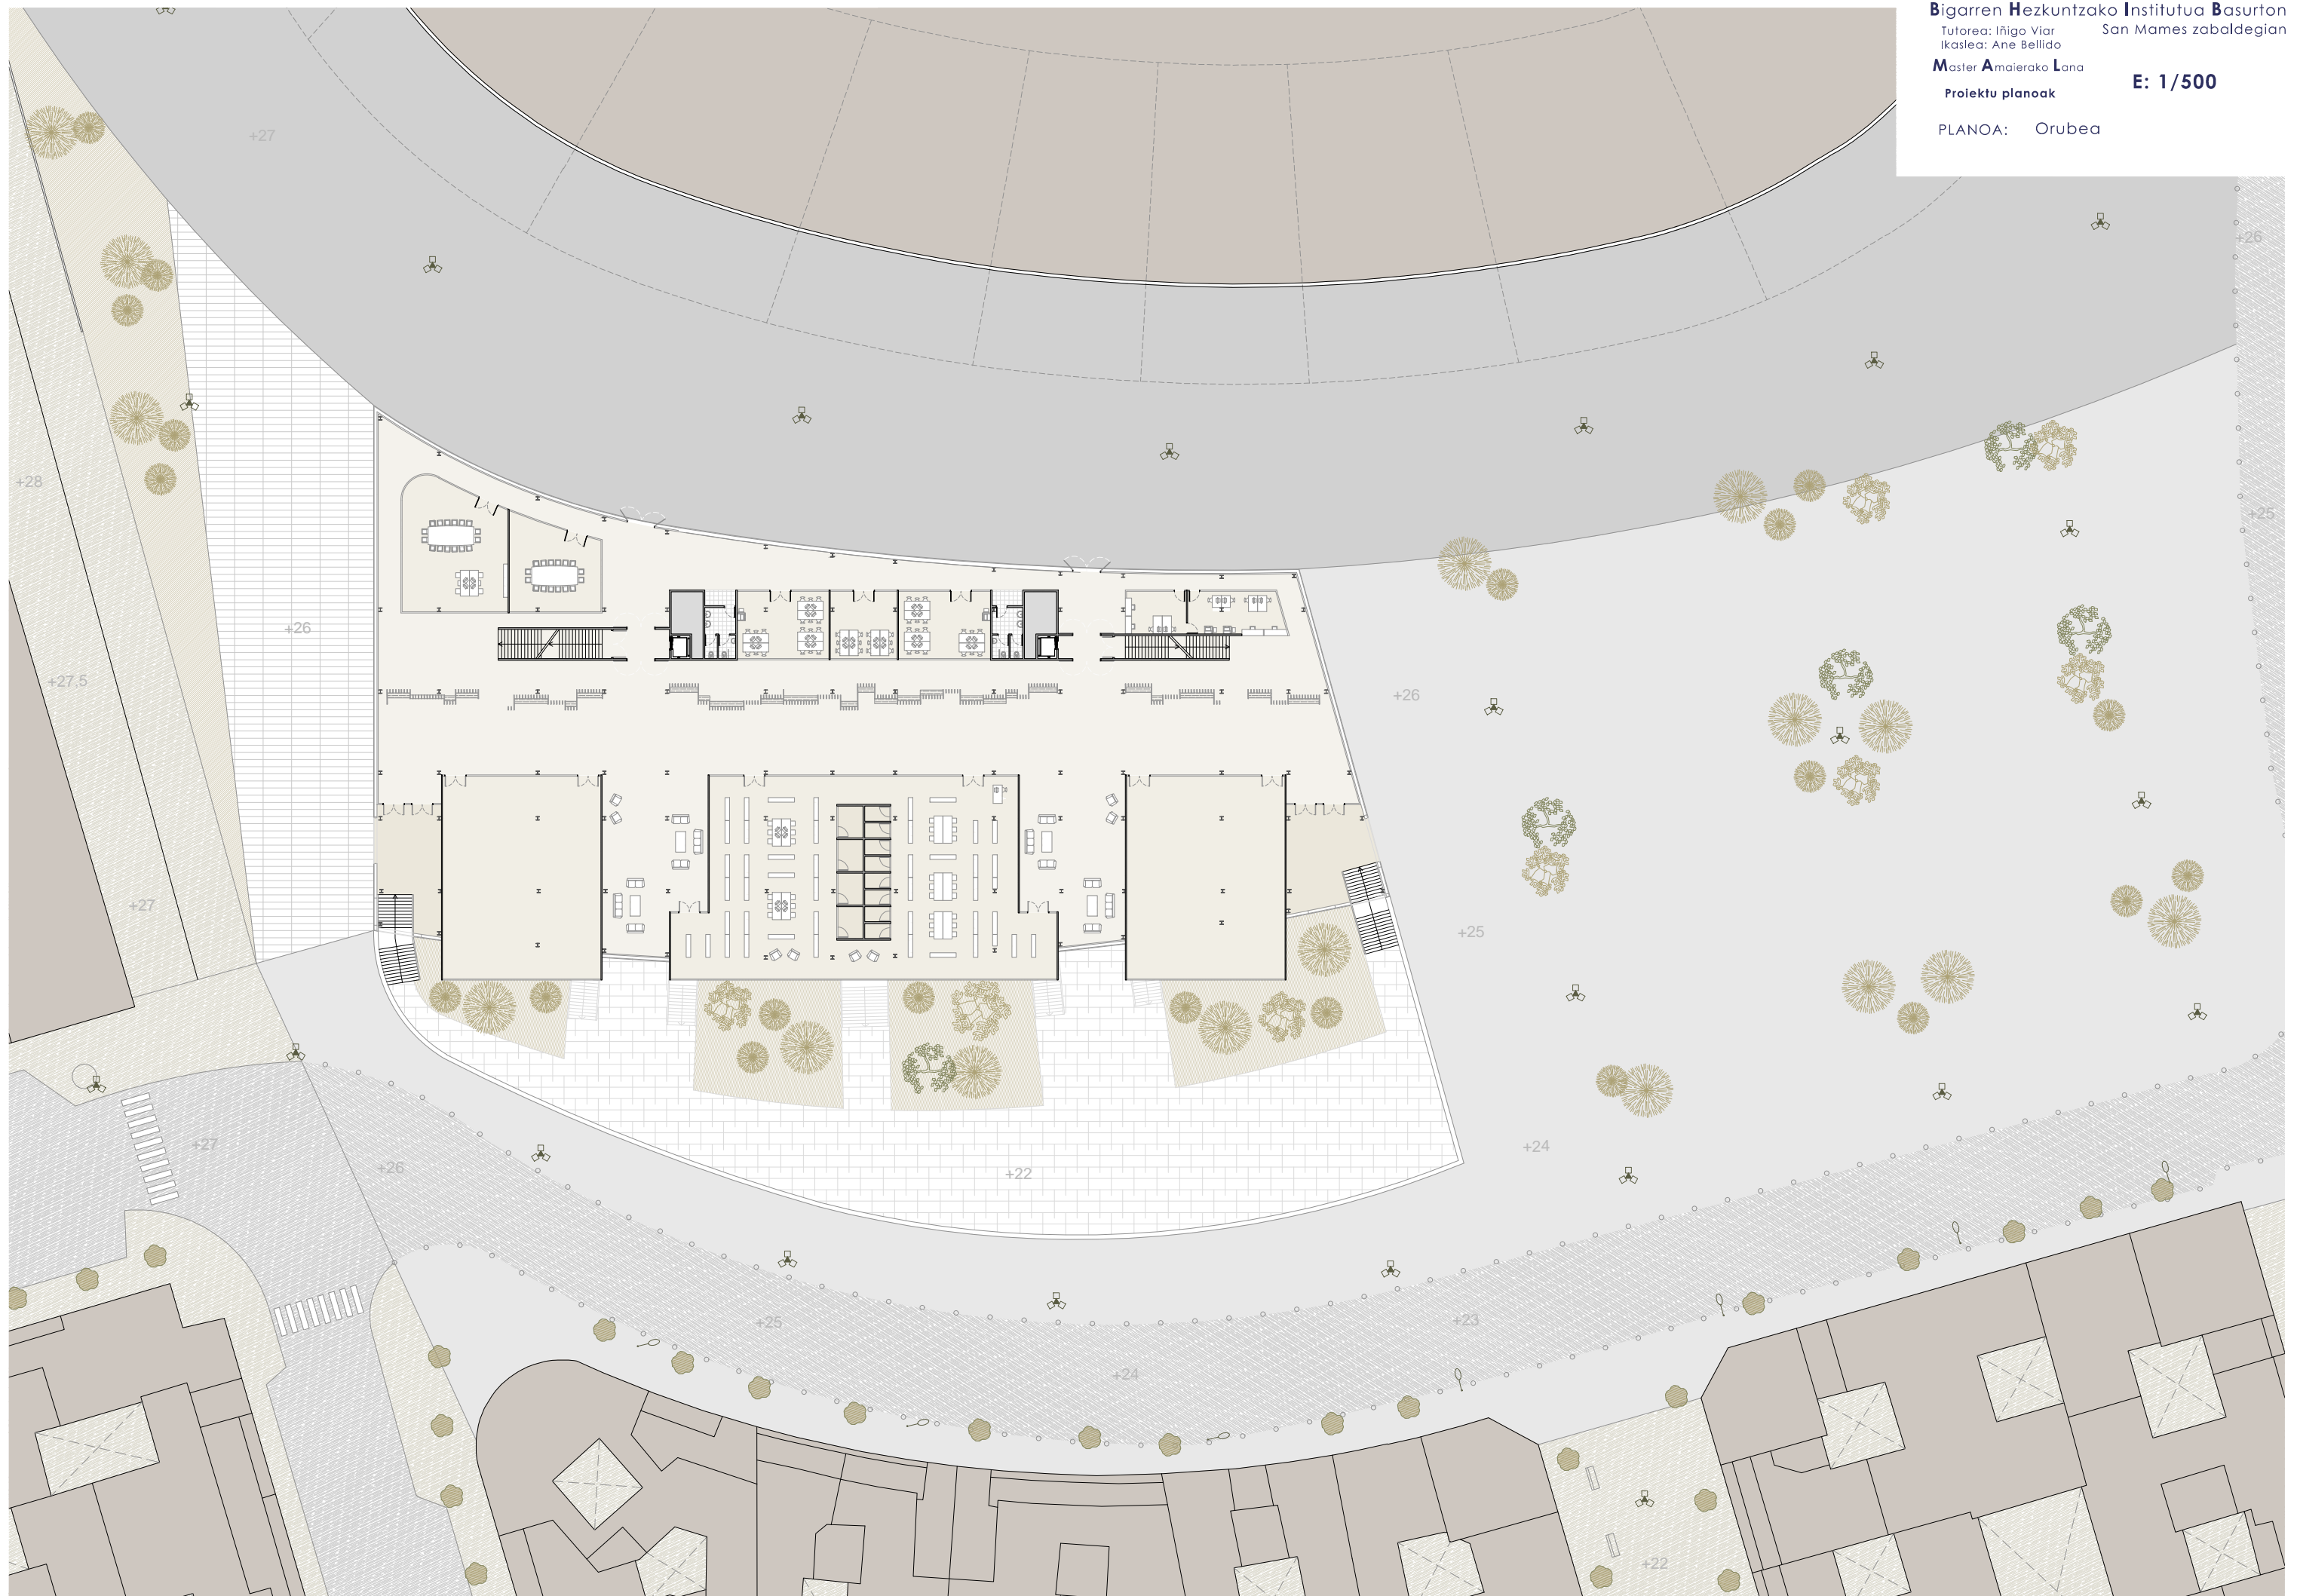 Bigarren Hezkuntzako Institutua Basurton
Tutorea: Iñigo Viar San Mames zabaldegian
Ikaslea: Ane Bellido
Master Amaierako Lana
E: 1/500
Proiektu planoak
PLANOA: Orubea
+27
+26
+28
+25
+26
+27.5
+26
+27
+25
+27
+26
+24
+22
+25
+23
+24
+22